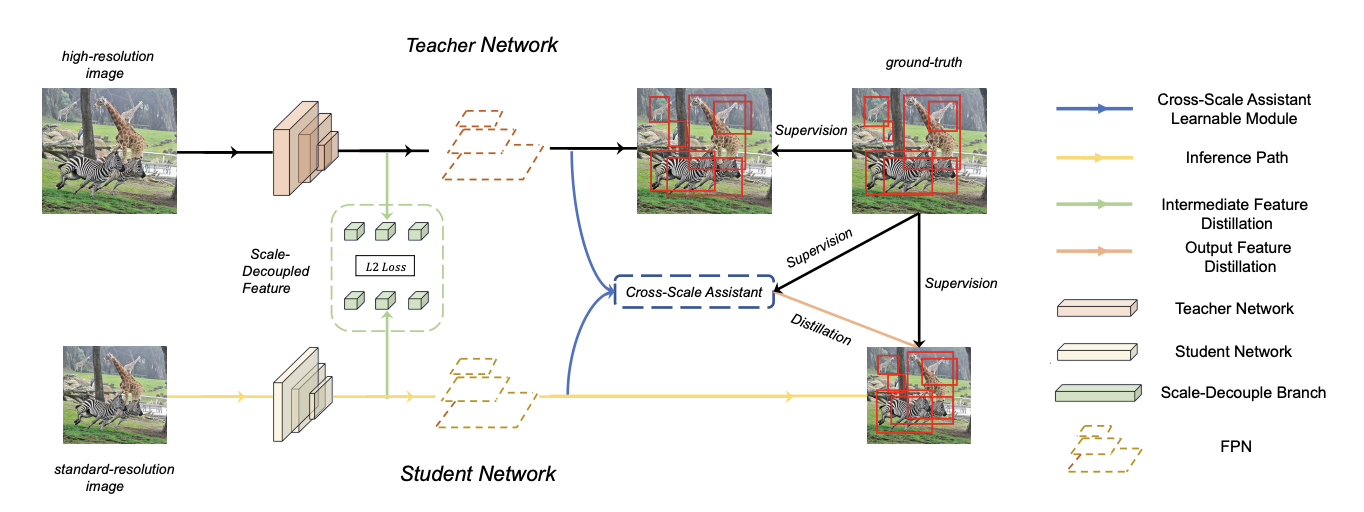 Teacher Network
high-resolution
image
ground-truth
Supervision
Scale-
Decoupled
Feature
L2 Loss
Cross-Scale Assistant
Supervision
Supervision
Distillation
standard-resolution
image
Student Network
Cross-Scale Assistant
Learnable Module
Inference Path
Intermediate Feature
Distillation
Output Feature
Distillation
Teacher Network
Student Network
Scale-Decouple Branch
FPN